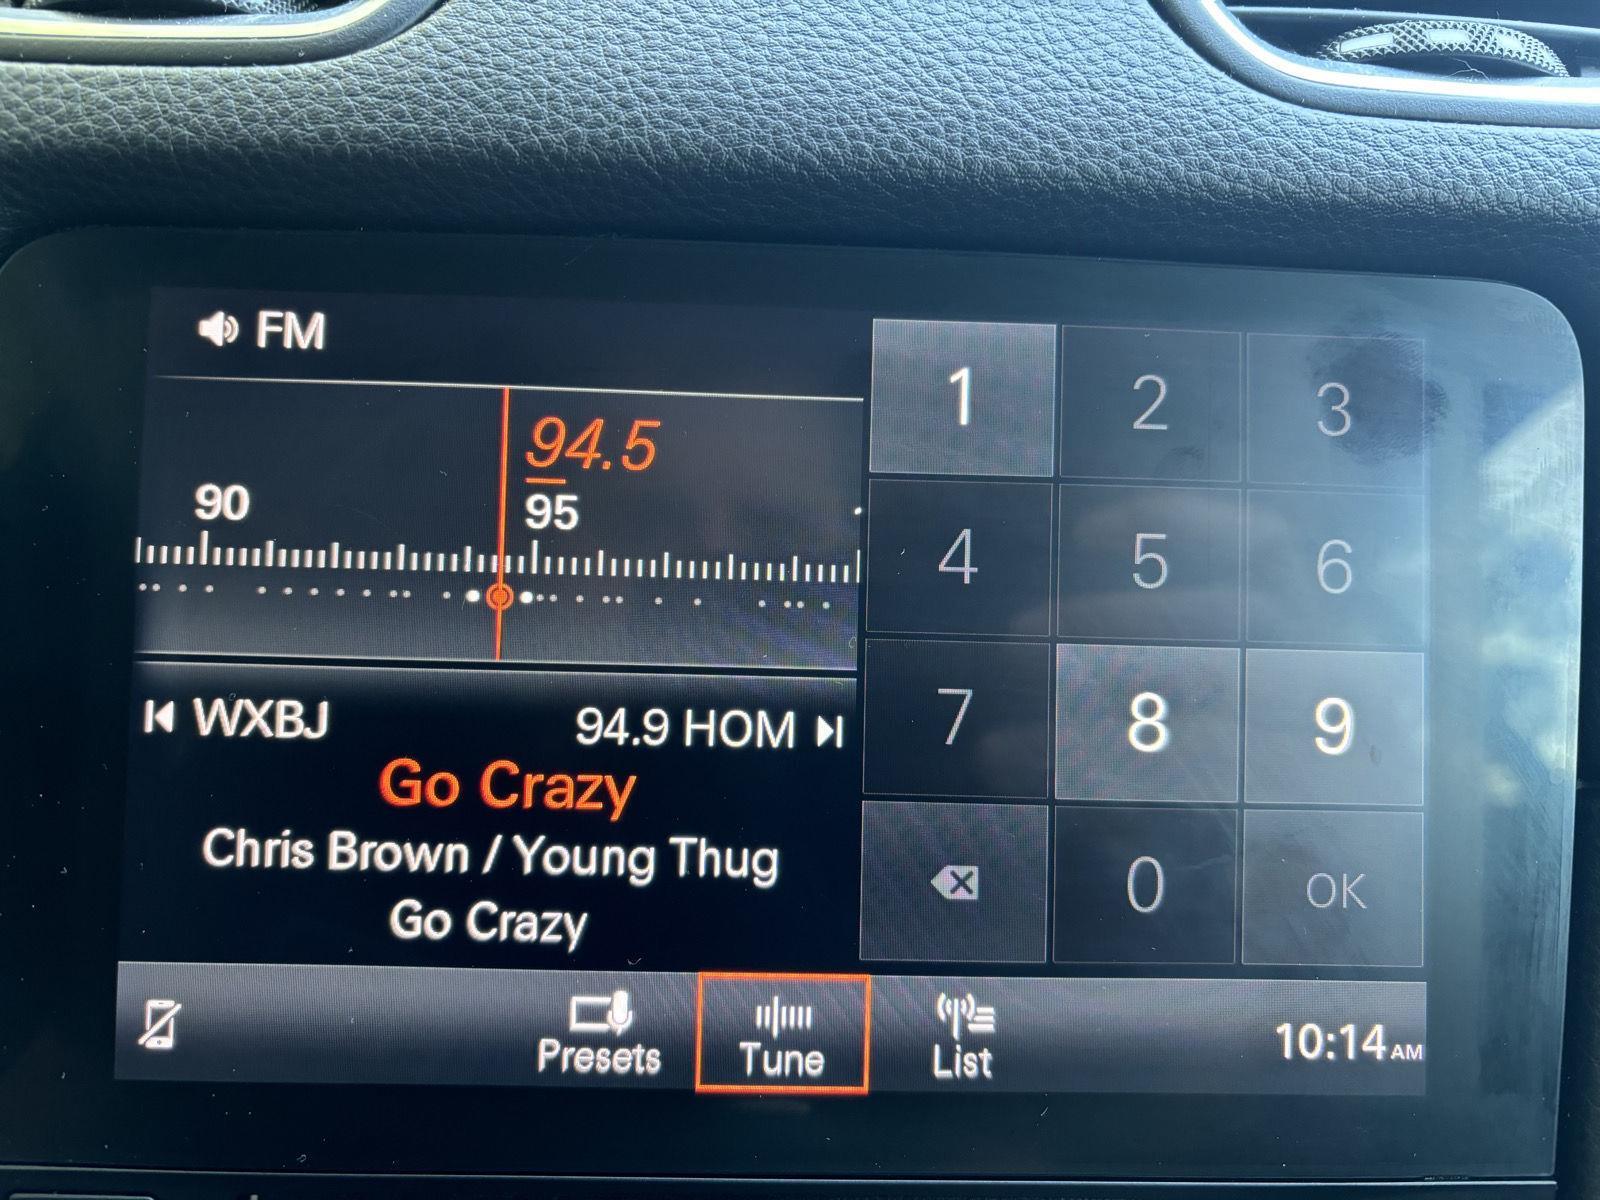 FM
94.5
90
95
WXBJ
94.9 HOM
Go Crazy
Chris Brown / Young Thug
Go Crazy
1 2 3
4 5 6
7 8 9
0 OK
Presets
Tune
List
10:14 AM